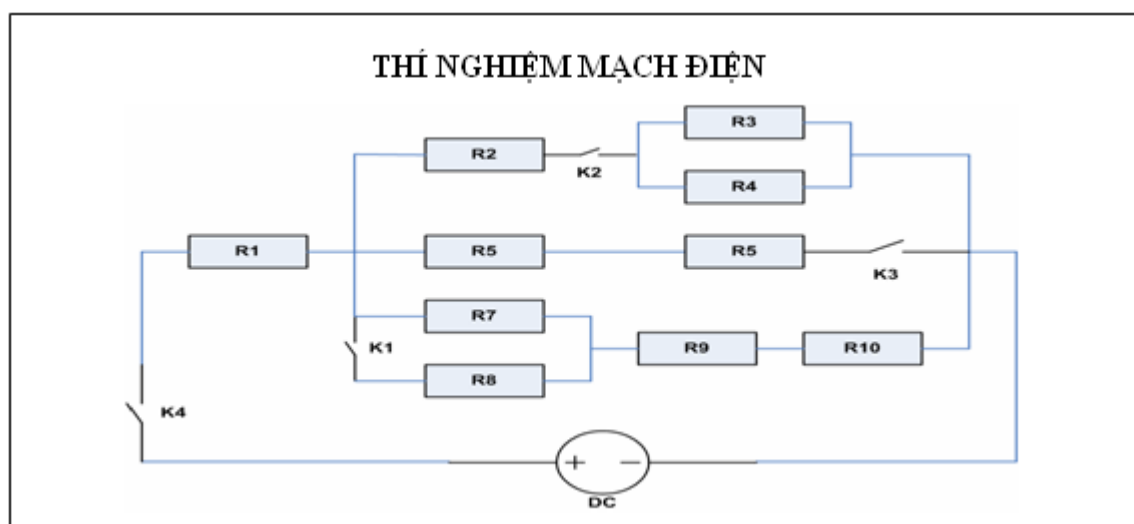 THÍ NGHIỆM MẠCH ĐIỆN
R3
R2
K2
R4
R1
R5
R5
K3
R7
K1
R9
R10
R8
K4
+ −
DC